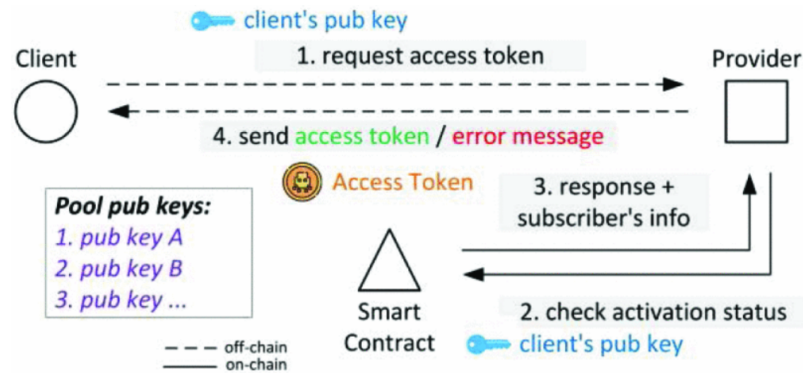 client's pub key
Client
1. request access token
Provider
4. send access token / error message
Access Token
3. response +
subscriber's info
Pool pub keys:
1. pub key A
2. pub key B
3. pub key ...
Smart
Contract
2. check activation status
client's pub key
off-chain
on-chain